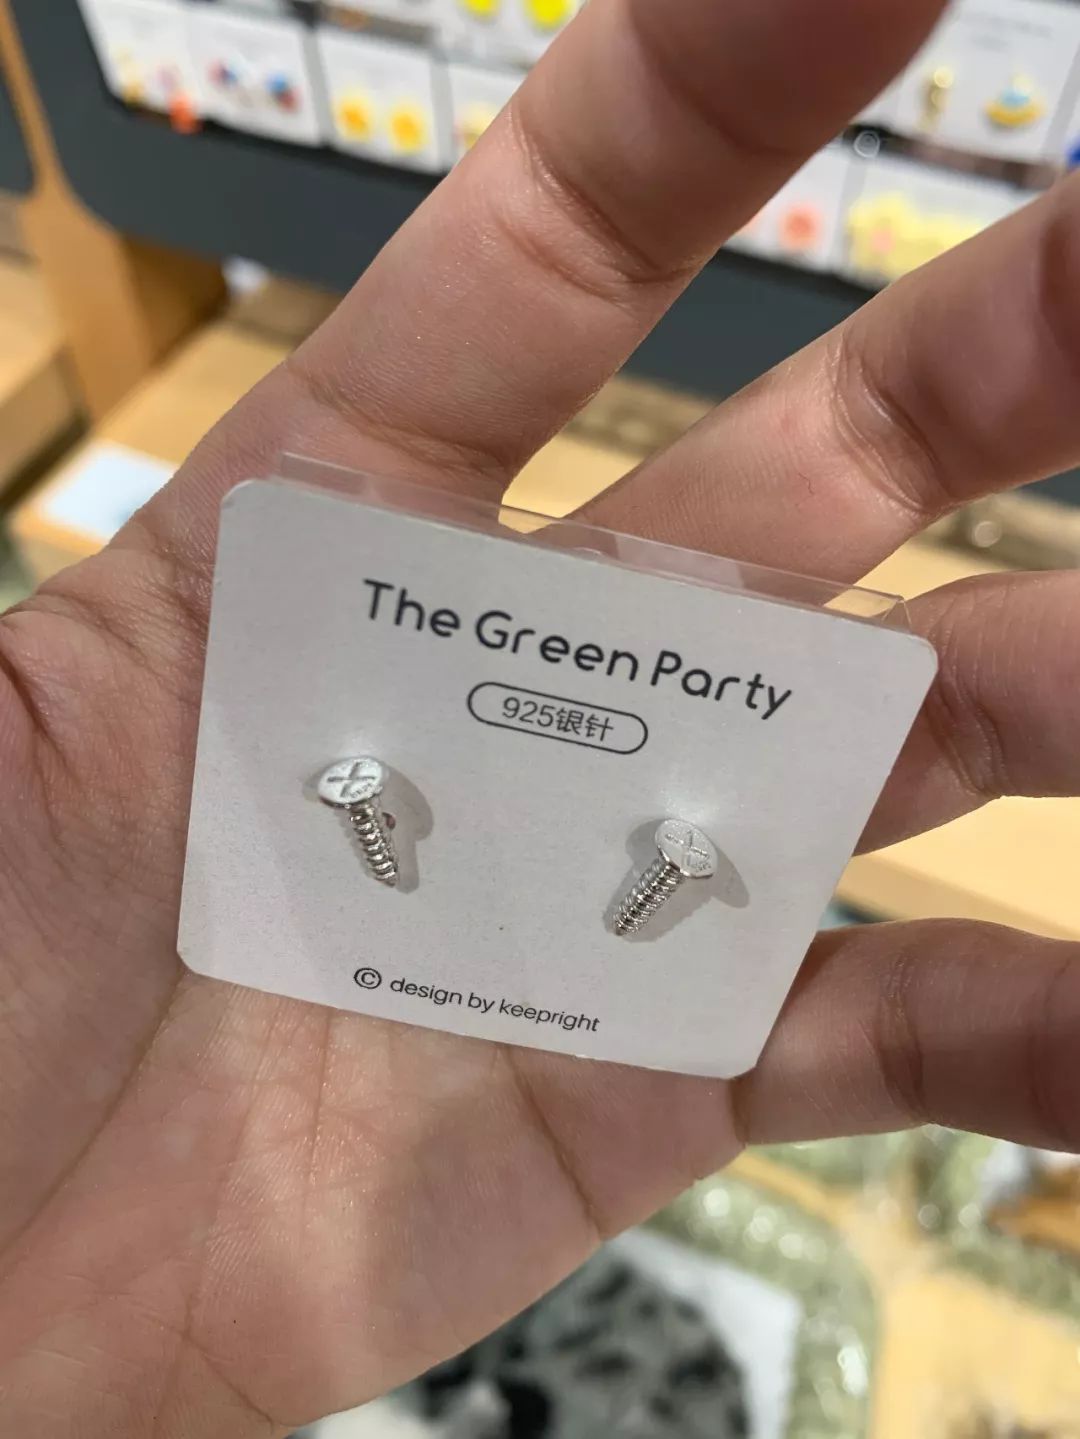 The Green Party
925银针
© design by keepright